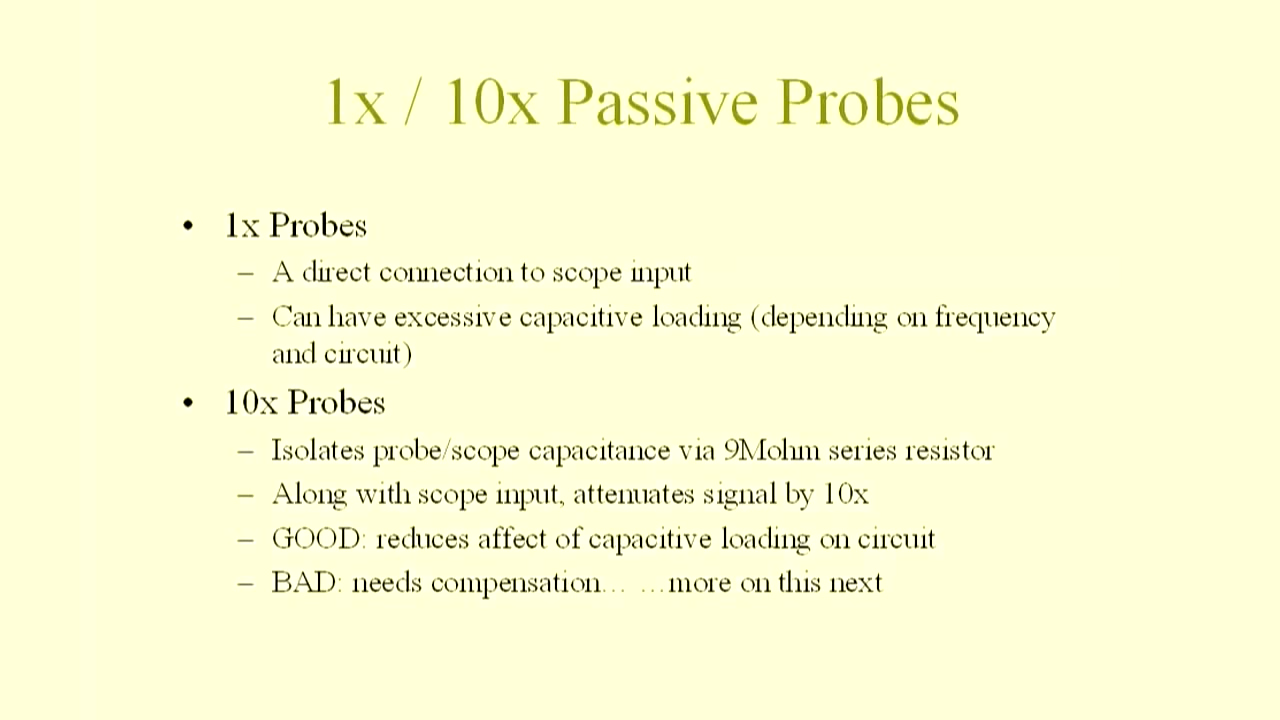 1x / 10x Passive Probes
• 1x Probes
– A direct connection to scope input
– Can have excessive capacitive loading (depending on frequency
and circuit)
• 10x Probes
– Isolates probe/scope capacitance via 9Mohm series resistor
– Along with scope input, attenuates signal by 10x
– GOOD: reduces affect of capacitive loading on circuit
– BAD: needs compensation… …more on this next